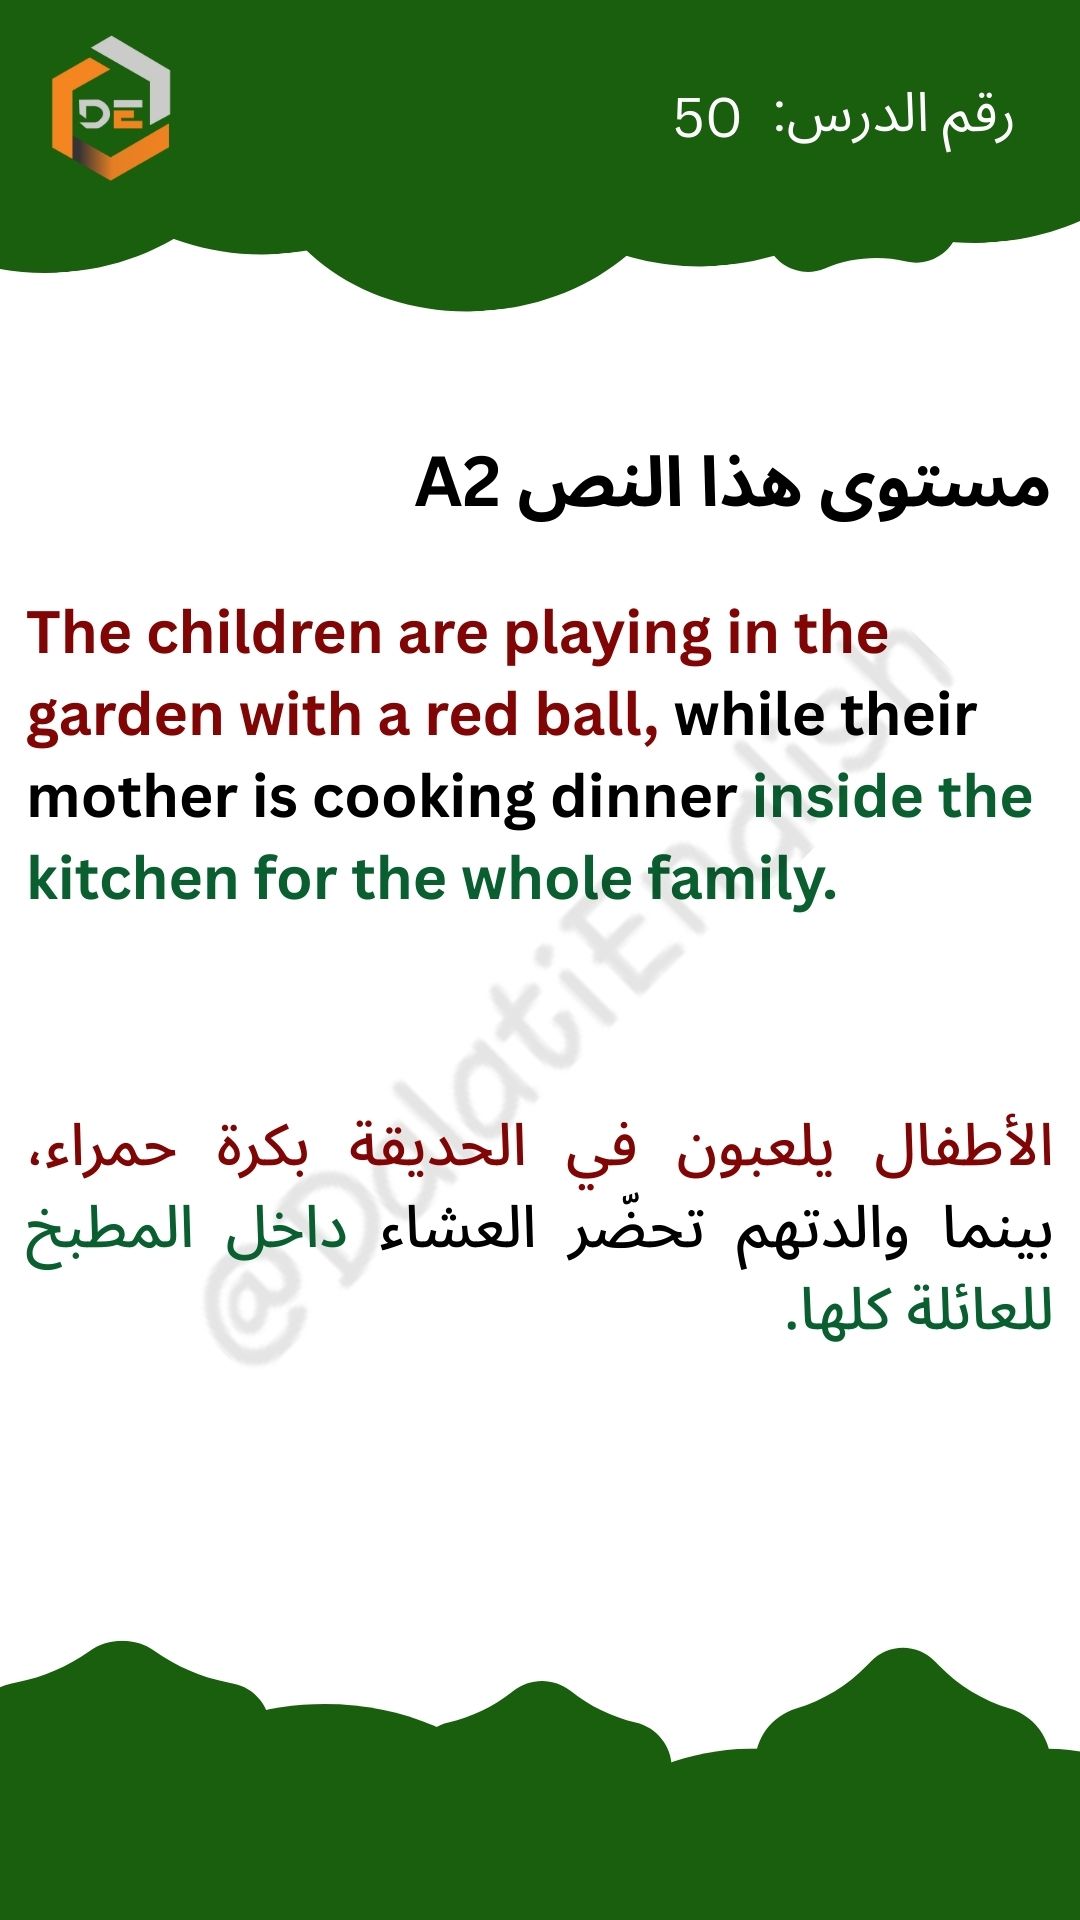 DE
رقم الدرس: 50
مستوى هذا النص A2
The children are playing in the
garden with a red ball, while their
mother is cooking dinner inside the
kitchen for the whole family.
الأطفال يلعبون في الحديقة بكرة حمراء،
بينما والدتهم تحضّر العشاء داخل المطبخ
للعائلة كلها.
@DalatiEnglish